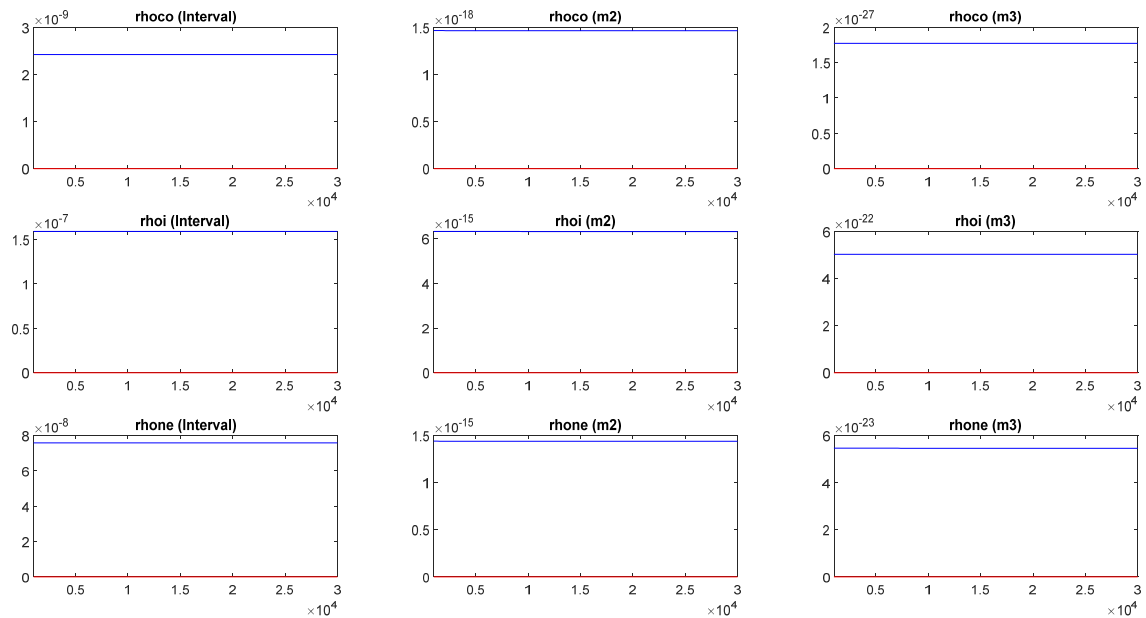 ×10⁻⁹ rhoco (Interval)
3
2
1
0
0.5 1 1.5 2 2.5 3
×10⁴
×10⁻¹⁸ rhoco (m2)
1.5
1
0.5
0
0.5 1 1.5 2 2.5 3
×10⁴
×10⁻²⁷ rhoco (m3)
2
1.5
1
0.5
0
0.5 1 1.5 2 2.5 3
×10⁴
×10⁻⁷ rhoi (Interval)
1.5
1
0.5
0
0.5 1 1.5 2 2.5 3
×10⁴
×10⁻¹⁵ rhoi (m2)
6
4
2
0
0.5 1 1.5 2 2.5 3
×10⁴
×10⁻²² rhoi (m3)
6
4
2
0
0.5 1 1.5 2 2.5 3
×10⁴
×10⁻⁸ rhone (Interval)
8
6
4
2
0
0.5 1 1.5 2 2.5 3
×10⁴
×10⁻¹⁵ rhone (m2)
1.5
1
0.5
0
0.5 1 1.5 2 2.5 3
×10⁴
×10⁻²³ rhone (m3)
6
4
2
0
0.5 1 1.5 2 2.5 3
×10⁴